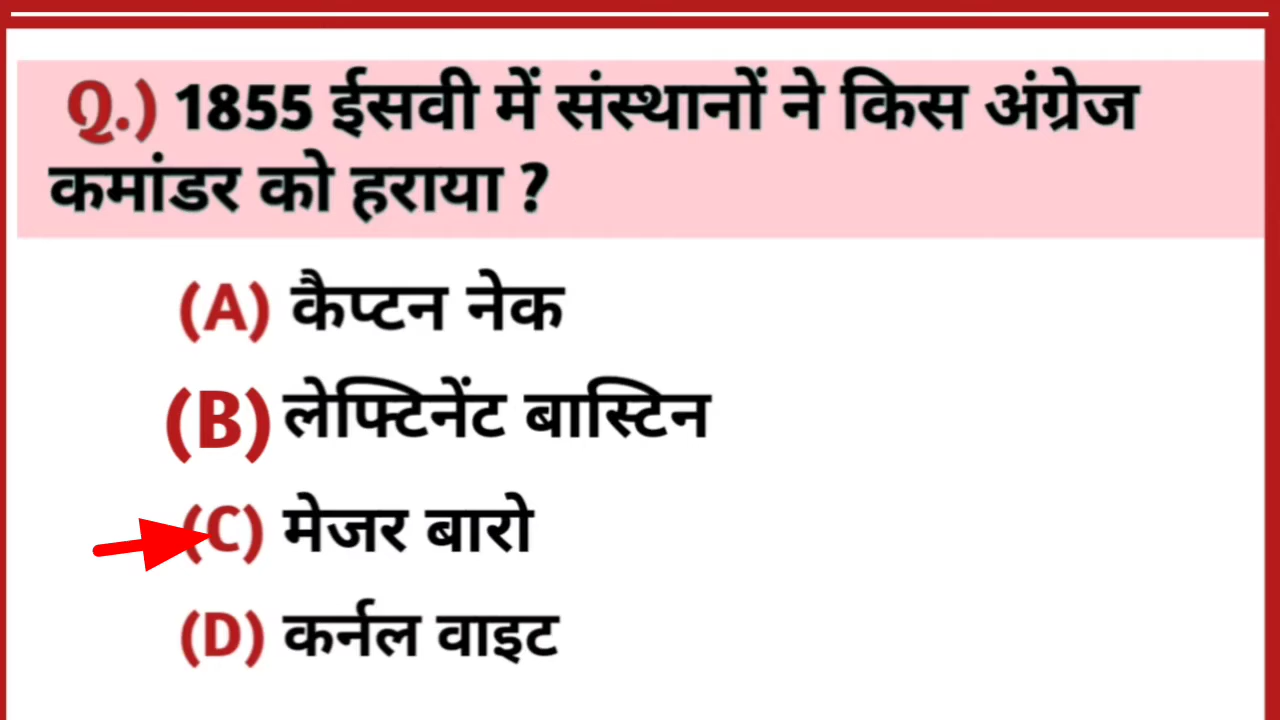 Q.) 1855 ईसवी में संस्थानों ने किस अंग्रेज
कमांडर को हराया ?
(A) कैप्टन नेक
(B) लेफ्टिनेंट बास्टिन
(C) मेजर बारो
(D) कर्नल वाइट